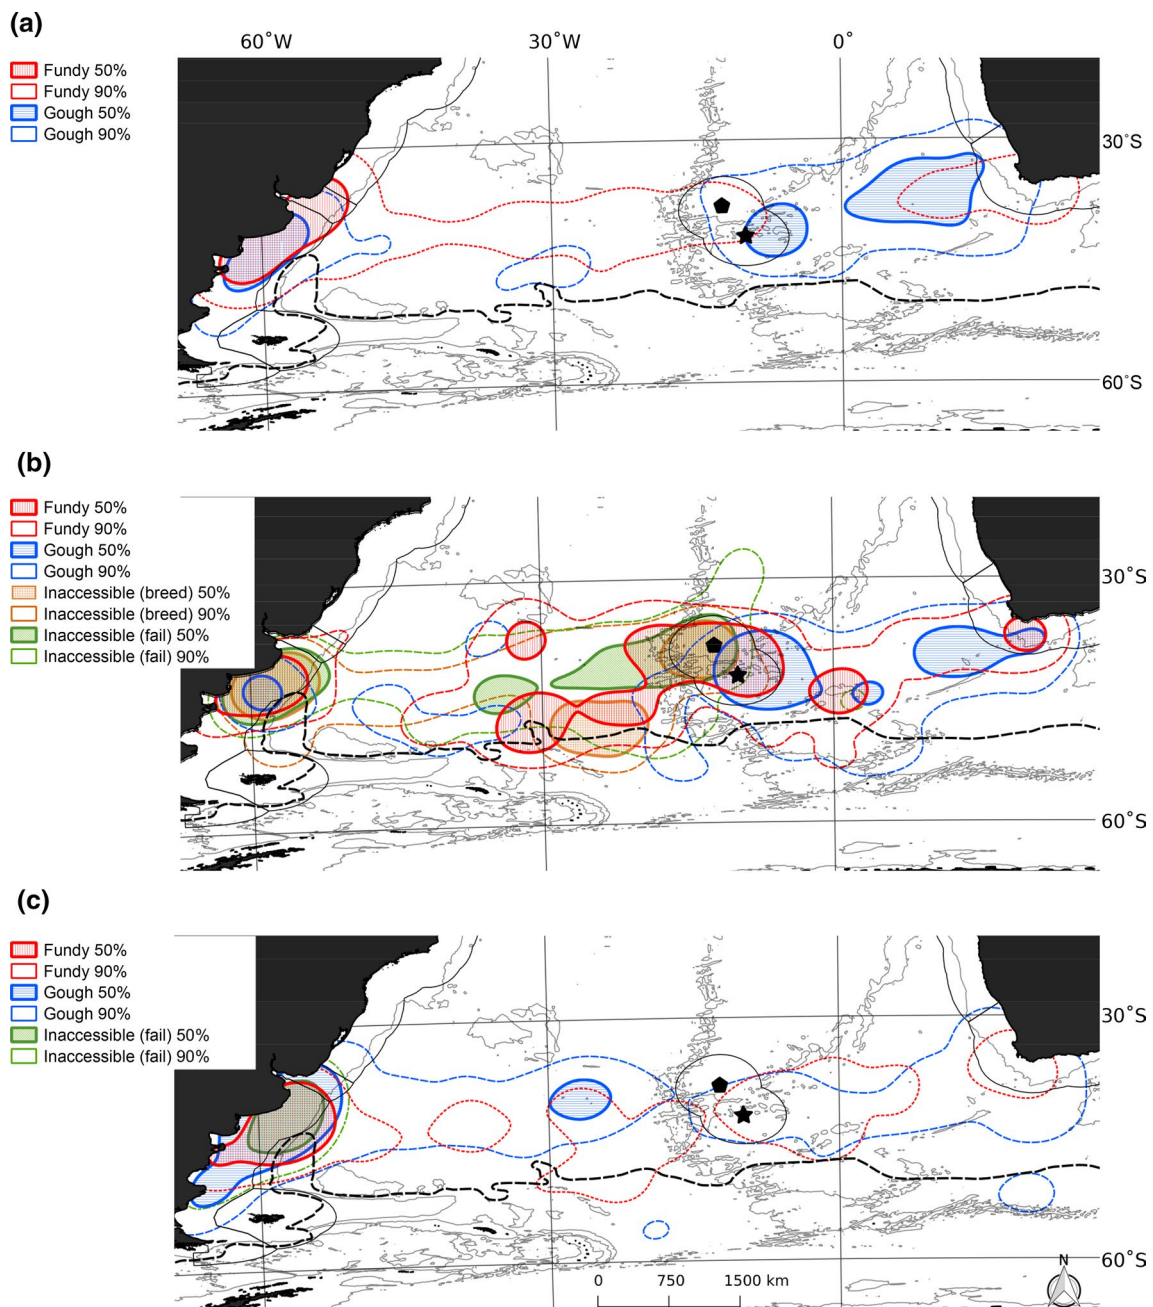 (a)
60°W 30°W 0°
Fundy 50%
Fundy 90%
Gough 50%
Gough 90%
30°S
60°S
(b)
Fundy 50%
Fundy 90%
Gough 50%
Gough 90%
Inaccessible (breed) 50%
Inaccessible (breed) 90%
Inaccessible (fail) 50%
Inaccessible (fail) 90%
30°S
60°S
(c)
Fundy 50%
Fundy 90%
Gough 50%
Gough 90%
Inaccessible (fail) 50%
Inaccessible (fail) 90%
30°S
60°S
N
0 750 1500 km